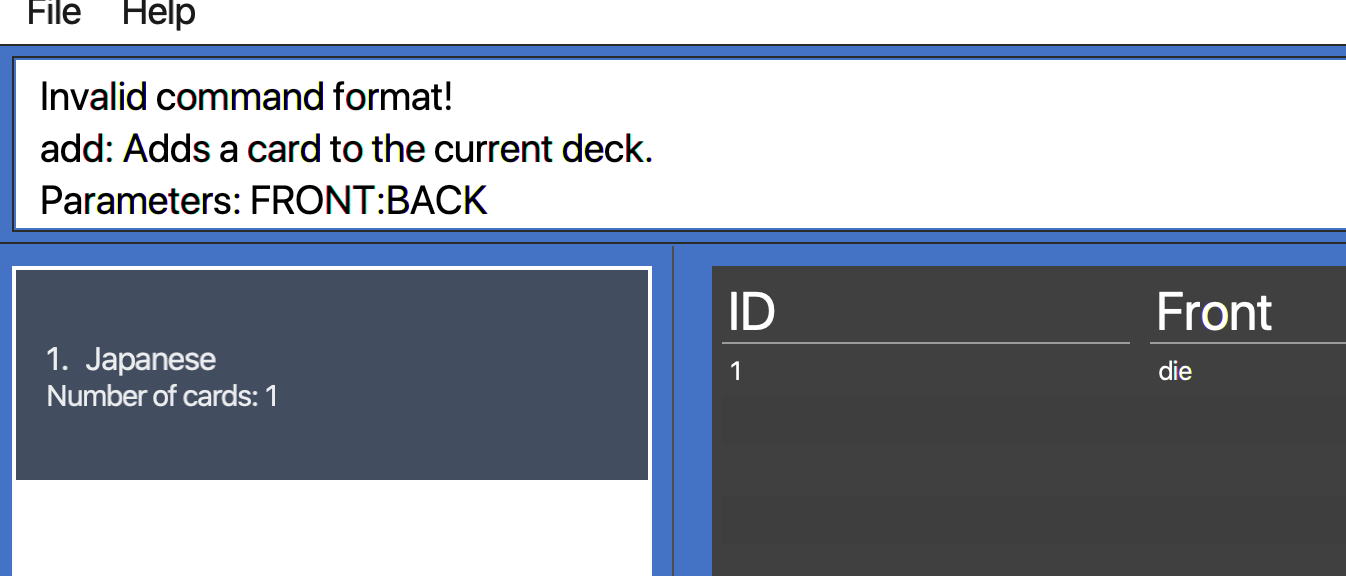 File Help
Invalid command format!
add: Adds a card to the current deck.
Parameters: FRONT:BACK
1. Japanese
Number of cards: 1
ID Front
1 die